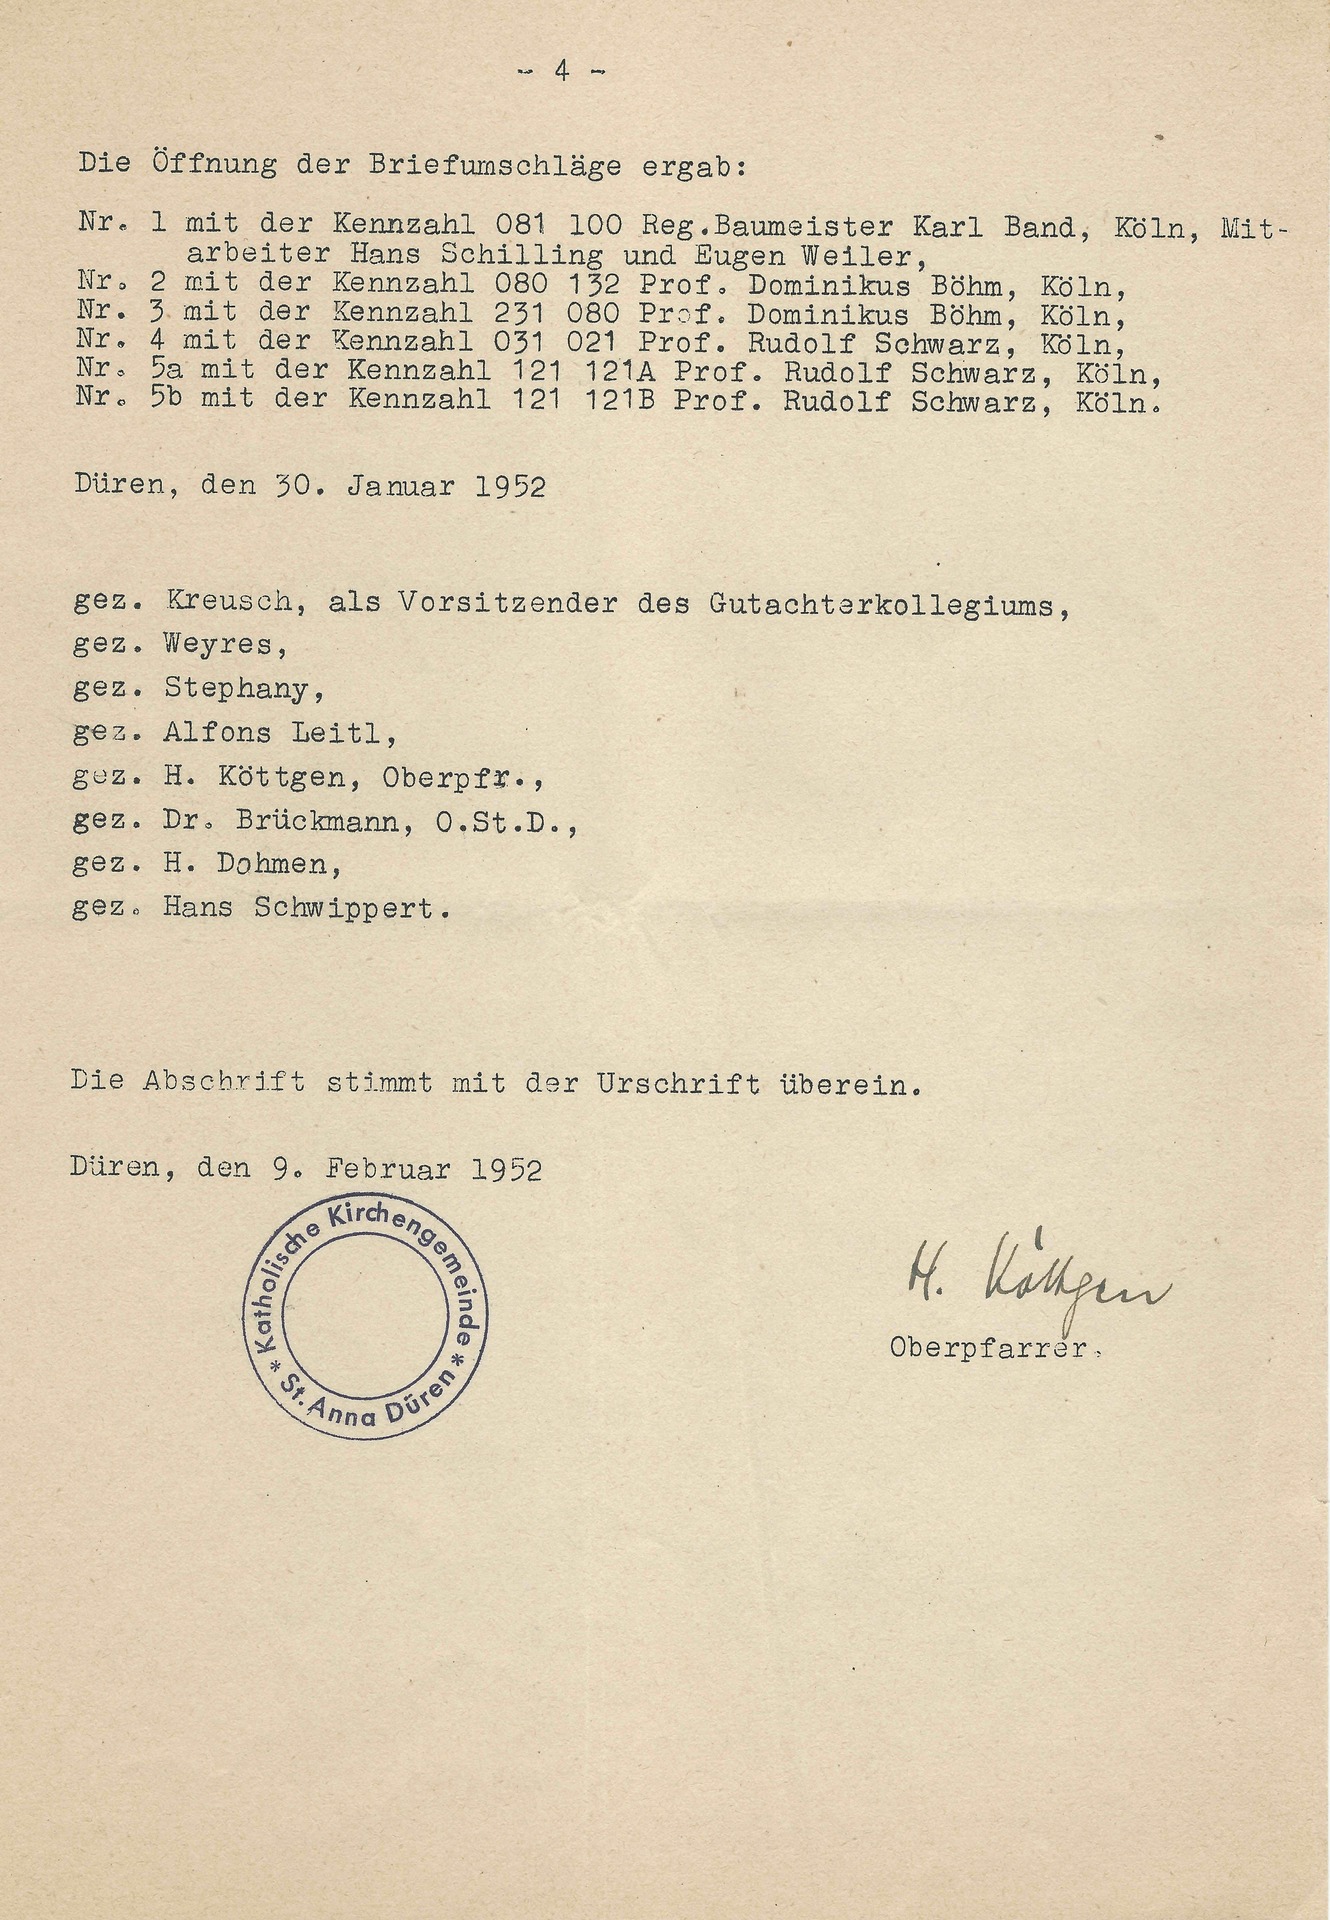 - 4 -
Die Öffnung der Briefumschläge ergab:
Nr. 1 mit der Kennzahl 081 100 Reg.Baumeister Karl Band, Köln, Mit-
arbeiter Hans Schilling und Eugen Weiler,
Nr. 2 mit der Kennzahl 080 132 Prof. Dominikus Böhm, Köln,
Nr. 3 mit der Kennzahl 231 080 Prof. Dominikus Böhm, Köln,
Nr. 4 mit der Kennzahl 031 021 Prof. Rudolf Schwarz, Köln,
Nr. 5a mit der Kennzahl 121 121A Prof. Rudolf Schwarz, Köln,
Nr. 5b mit der Kennzahl 121 121B Prof. Rudolf Schwarz, Köln.
Düren, den 30. Januar 1952
gez. Kreusch, als Vorsitzender des Gutachterkollegiums,
gez. Weyres,
gez. Stephany,
gez. Alfons Leitl,
gez. H. Köttgen, Oberpfr.,
gez. Dr. Brückmann, O.St.D.,
gez. H. Dohmen,
gez. Hans Schwippert.
Die Abschrift stimmt mit der Urschrift überein.
Düren, den 9. Februar 1952
Katholische Kirchengemeinde
* St. Anna Düren *
H. Köttgen
Oberpfarrer.